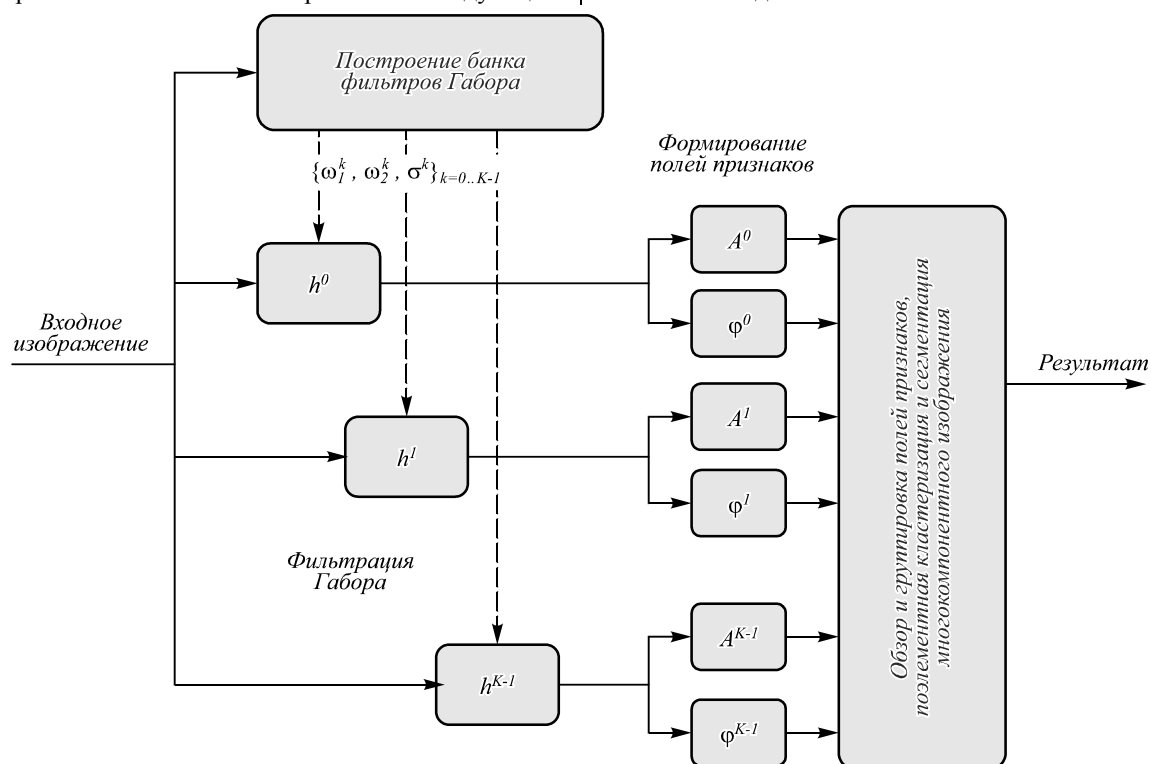 Построение банка
фильтров Габора
{ω₁ᵏ, ω₂ᵏ, σᵏ}ₖ₌₀..K-1
Формирование
полей признаков
A⁰
h⁰
φ⁰
Входное
изображение
Результат
A¹
h¹
φ¹
Обзор и группировка полей признаков,
поэлементная кластеризация и сегментация
многокомпонентного изображения
Фильтрация
Габора
Aᴷ⁻¹
hᴷ⁻¹
φᴷ⁻¹